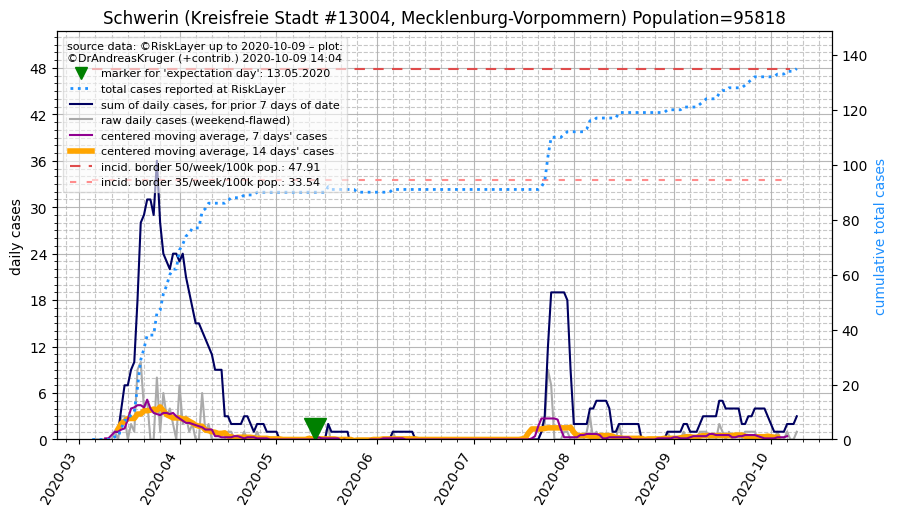 Schwerin (Kreisfreie Stadt #13004, Mecklenburg-Vorpommern) Population=95818
source data: ©RiskLayer up to 2020-10-09 – plot:
©DrAndreasKruger (+contrib.) 2020-10-09 14:04
marker for 'expectation day': 13.05.2020
total cases reported at RiskLayer
sum of daily cases, for prior 7 days of date
raw daily cases (weekend-flawed)
centered moving average, 7 days' cases
centered moving average, 14 days' cases
incid. border 50/week/100k pop.: 47.91
incid. border 35/week/100k pop.: 33.54
daily cases
48
42
36
30
24
18
12
6
0
cumulative total cases
140
120
100
80
60
40
20
0
2020-03
2020-04
2020-05
2020-06
2020-07
2020-08
2020-09
2020-10